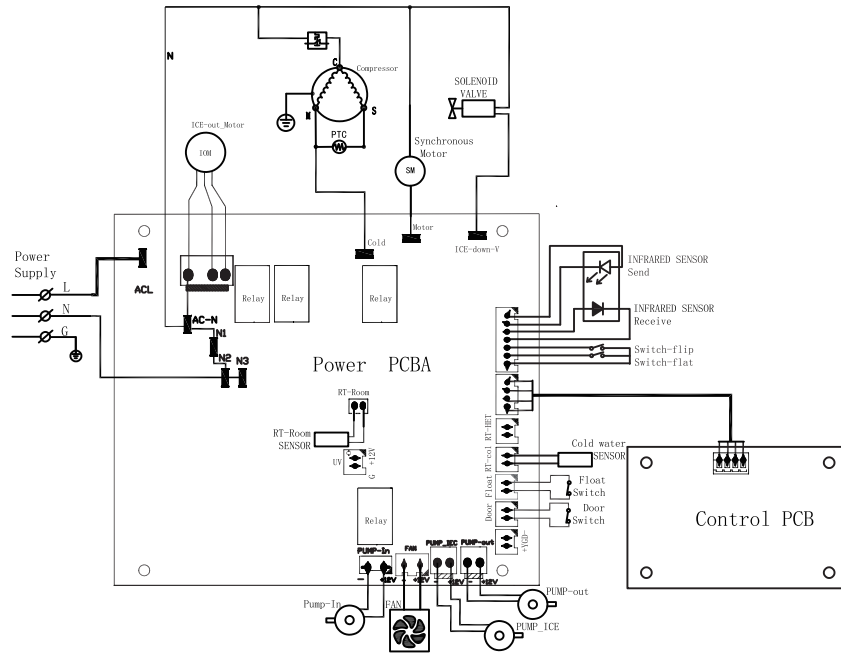 N
C
Compressor
SOLENOID
VALVE
M
S
PTC
ICE-out_Motor
IOM
Synchronous
Motor
SM
Motor
Cold
ICE-down-V
Power
Supply
L
N
G
ACL
Relay
Relay
Relay
AC-N
N1
N2
N3
INFRARED SENSOR
Send
INFRARED SENSOR
Receive
Switch-flip
Switch-flat
Power PCBA
RT-Room
RT-Room
SENSOR
UV
G +12V
RT-HET
RT-col
Cold water
SENSOR
Float
Float
Switch
Door
Door
Switch
+YGD-
Control PCB
Relay
PUMP-In
FAN
PUMP_IEC
PUMP-out
- +12V
- +12V
- +12V
- +12V
Pump-In
FAN
PUMP-out
PUMP_ICE